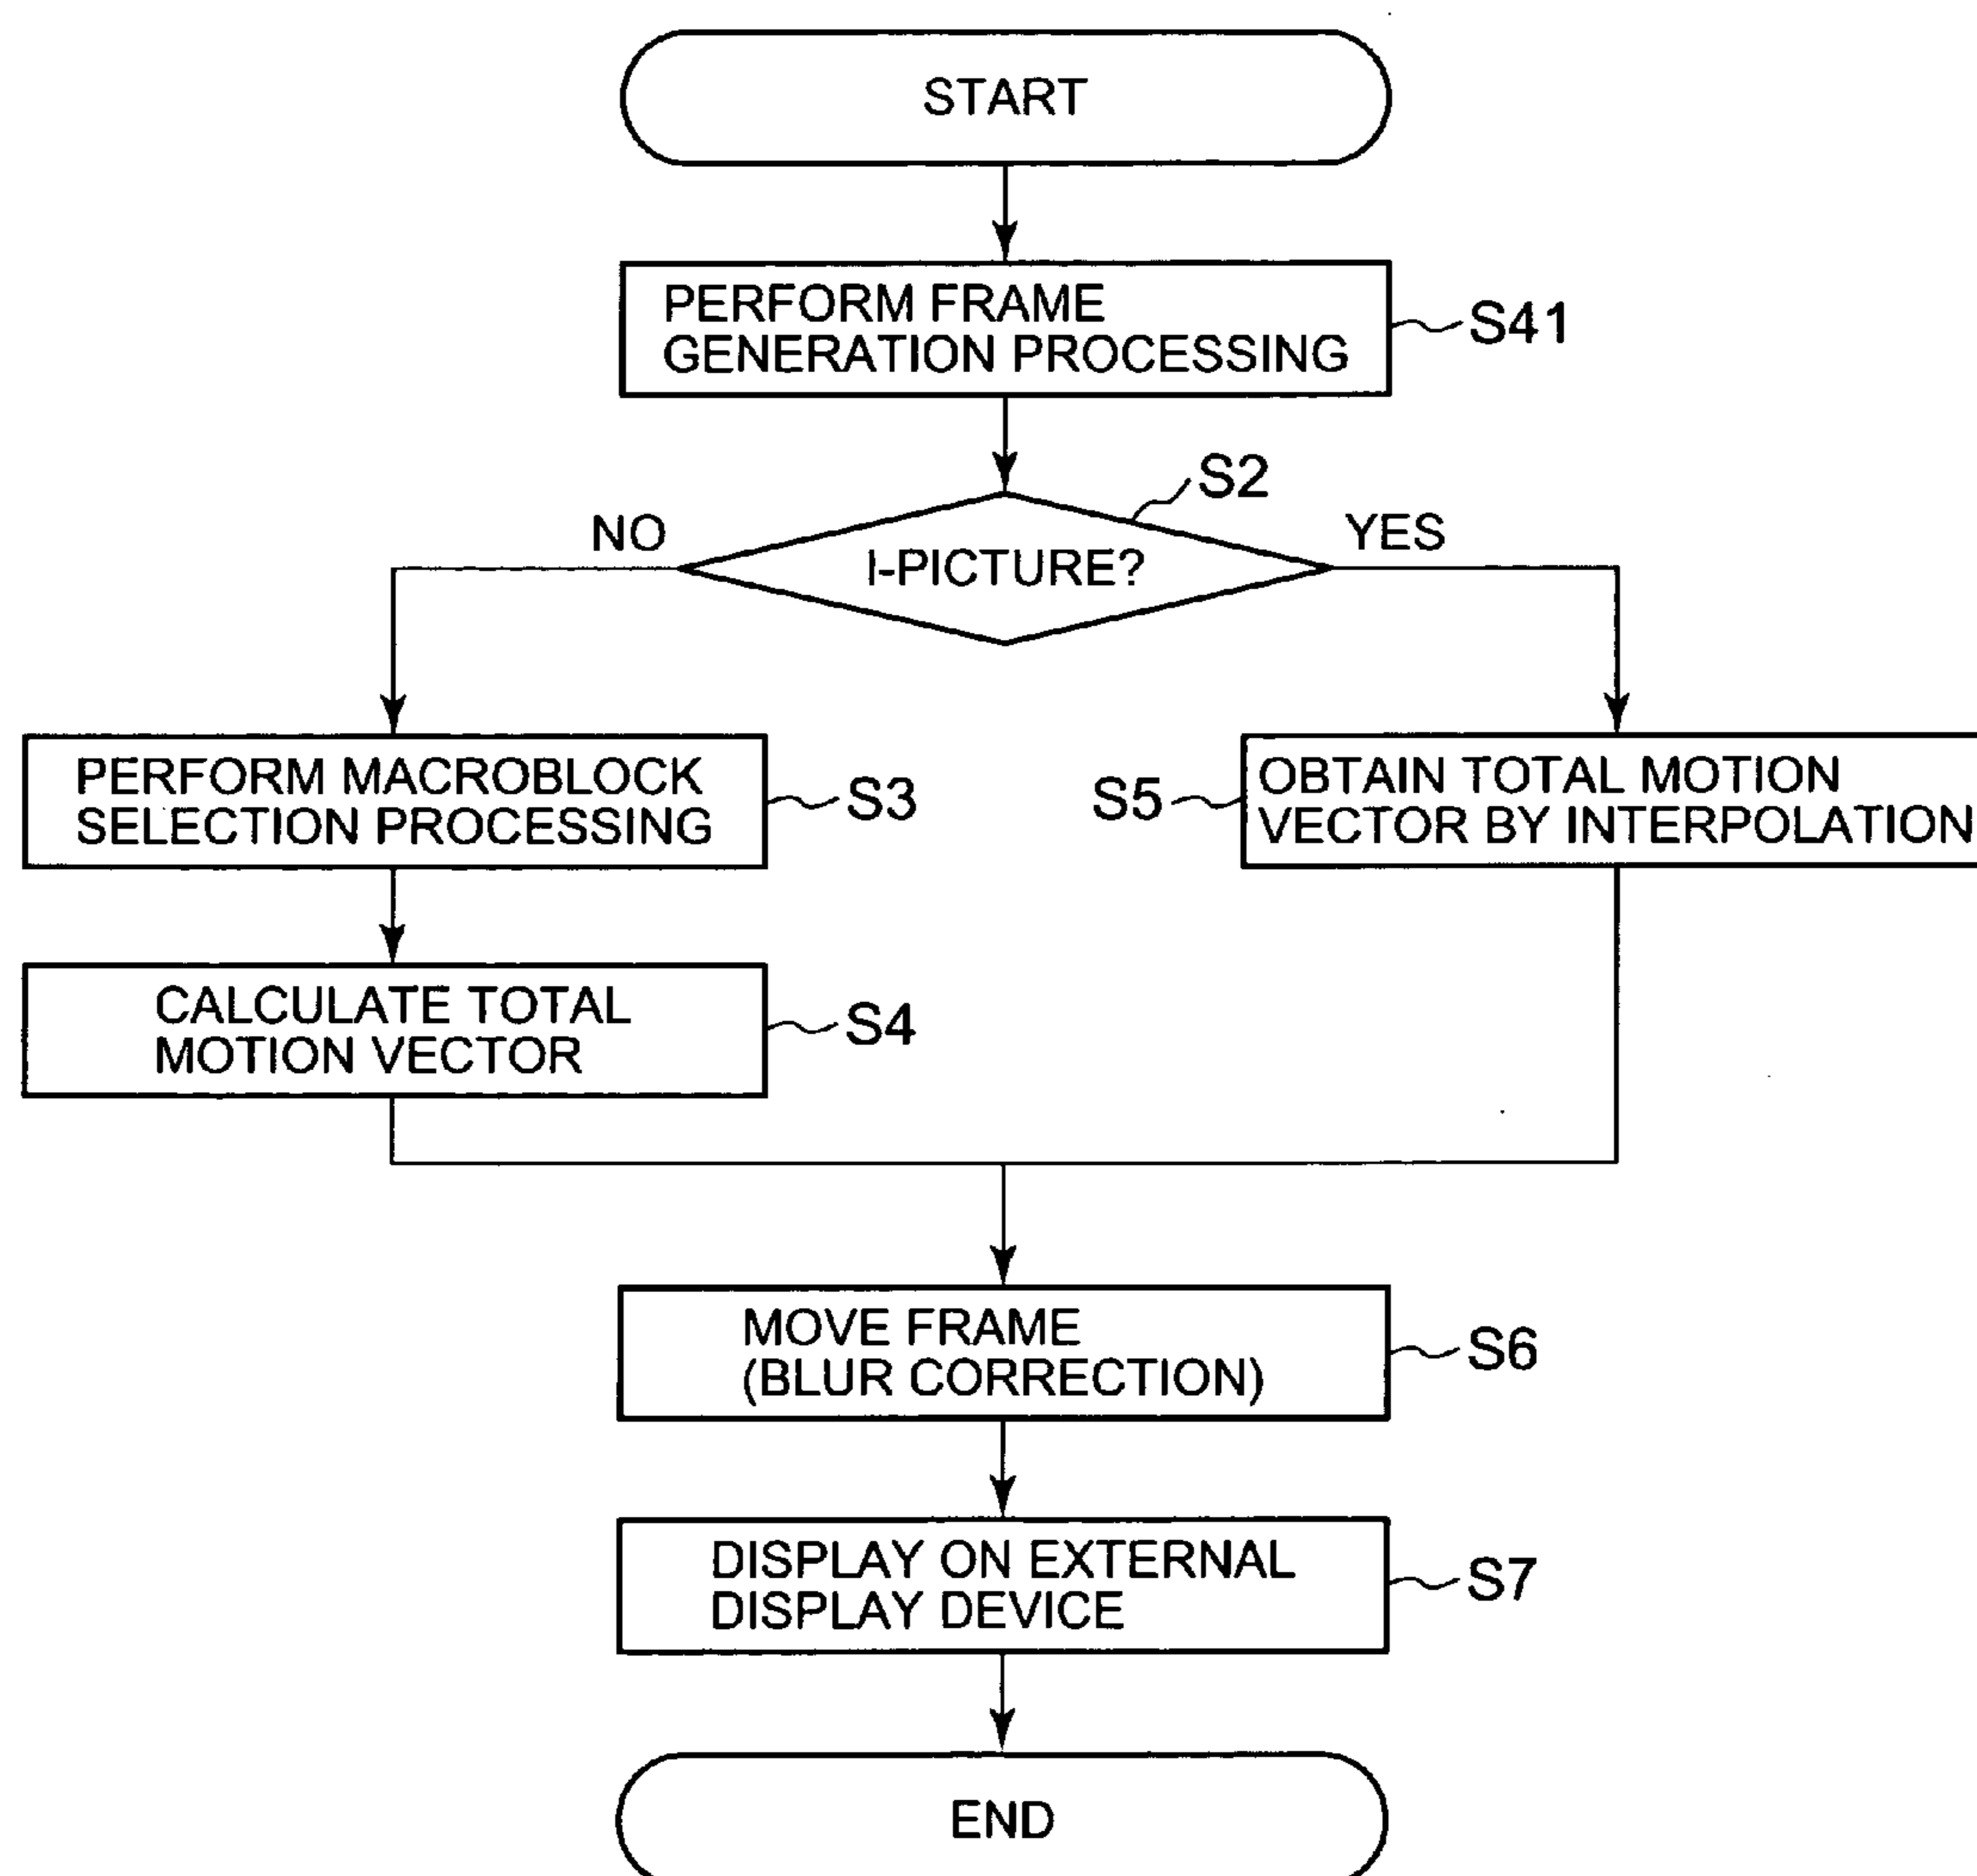 START
PERFORM FRAME
GENERATION PROCESSING
S41
S2
NO
I-PICTURE?
YES
PERFORM MACROBLOCK
SELECTION PROCESSING
S3
S5
OBTAIN TOTAL MOTION
VECTOR BY INTERPOLATION
CALCULATE TOTAL
MOTION VECTOR
S4
MOVE FRAME
(BLUR CORRECTION)
S6
DISPLAY ON EXTERNAL
DISPLAY DEVICE
S7
END